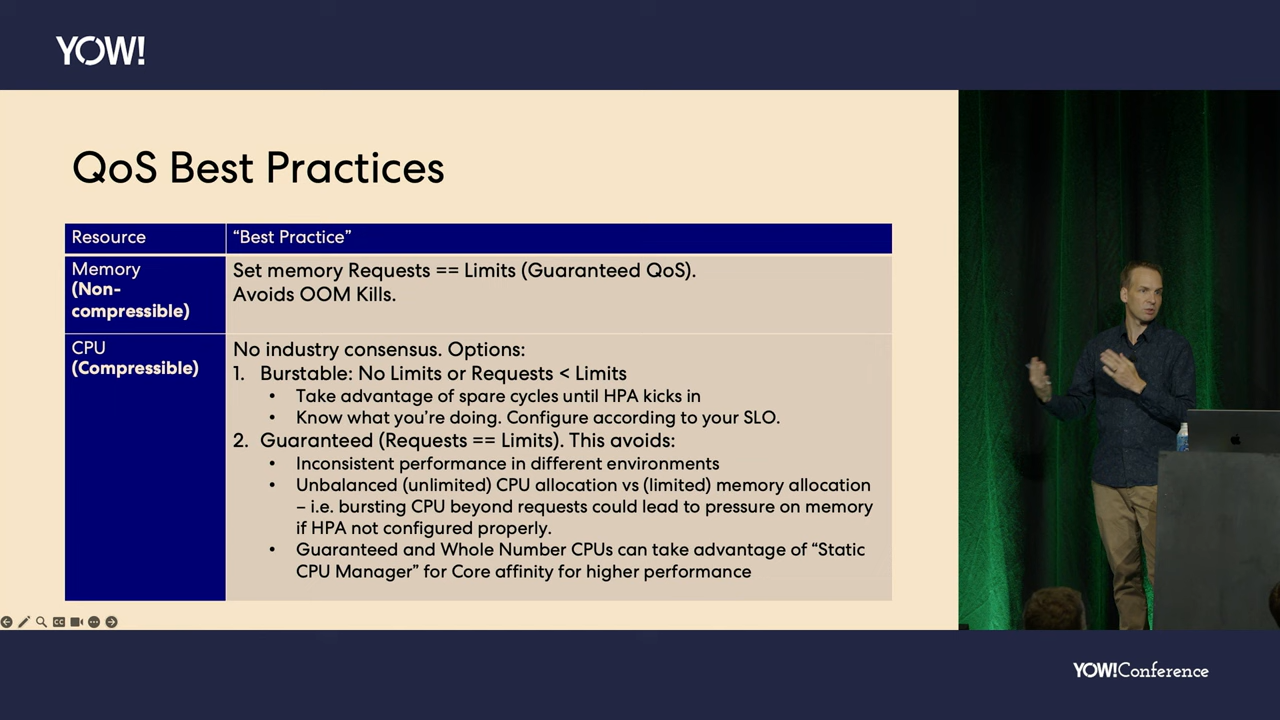 YOW!
QoS Best Practices
Resource
“Best Practice”
Memory
(Non-
compressible)
Set memory Requests == Limits (Guaranteed QoS).
Avoids OOM Kills.
CPU
(Compressible)
No industry consensus. Options:
1. Burstable: No Limits or Requests < Limits
• Take advantage of spare cycles until HPA kicks in
• Know what you’re doing. Configure according to your SLO.
2. Guaranteed (Requests == Limits). This avoids:
• Inconsistent performance in different environments
• Unbalanced (unlimited) CPU allocation vs (limited) memory allocation
– i.e. bursting CPU beyond requests could lead to pressure on memory
if HPA not configured properly.
• Guaranteed and Whole Number CPUs can take advantage of “Static
CPU Manager” for Core affinity for higher performance
CC
YOW!Conference